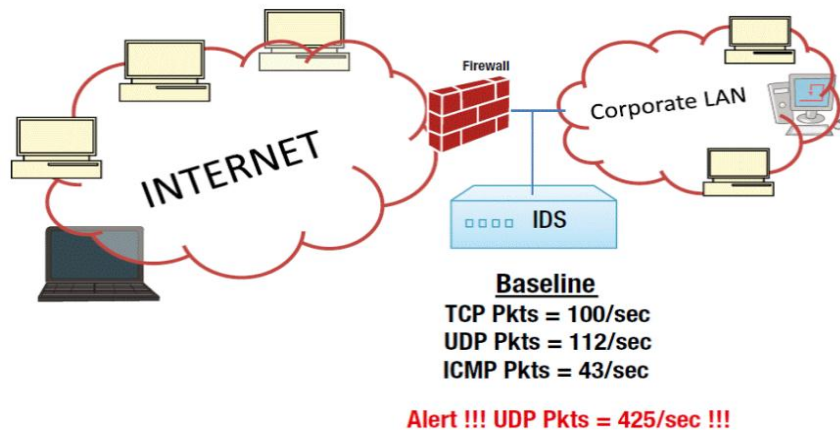 Firewall
INTERNET
Corporate LAN
IDS
Baseline
TCP Pkts = 100/sec
UDP Pkts = 112/sec
ICMP Pkts = 43/sec
Alert !!! UDP Pkts = 425/sec !!!